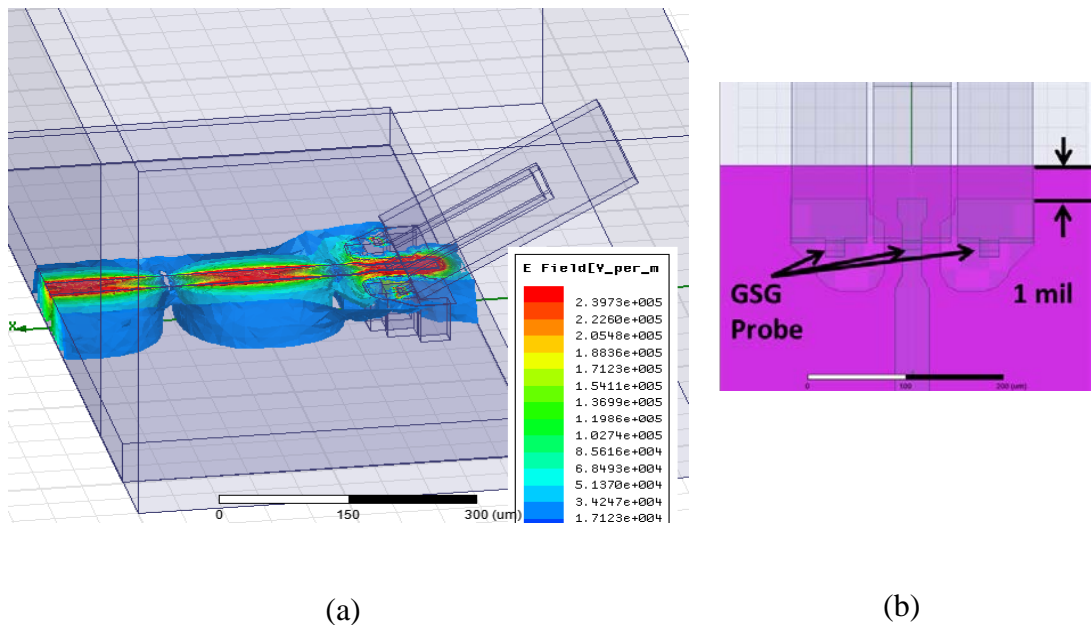 E Field[V_per_m
2.3973e+005
2.2260e+005
2.0548e+005
1.8836e+005
1.7123e+005
1.5411e+005
1.3699e+005
1.1986e+005
1.0274e+005
8.5616e+004
6.8493e+004
5.1370e+004
3.4247e+004
1.7123e+004
X
0 150 300 (um)
(a)
GSG
Probe
1 mil
0 100 200 (um)
(b)